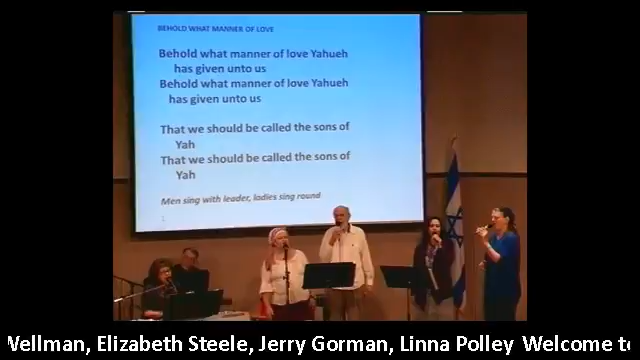 BEHOLD WHAT MANNER OF LOVE
Behold what manner of love Yahueh
has given unto us
Behold what manner of love Yahueh
has given unto us
That we should be called the sons of
Yah
That we should be called the sons of
Yah
Men sing with leader, ladies sing round
Wellman, Elizabeth Steele, Jerry Gorman, Linna Polley Welcome to